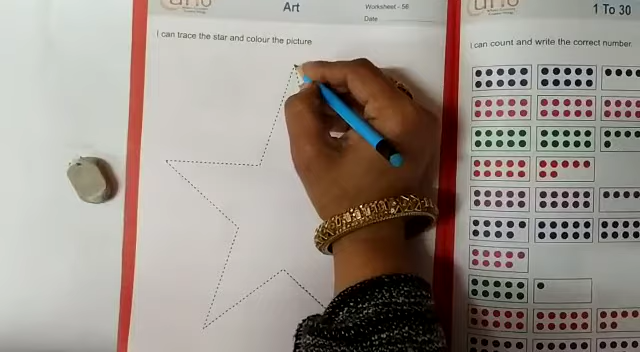 Art
Worksheet - 56
Date
I can trace the star and colour the picture
1 To 30
I can count and write the correct number.